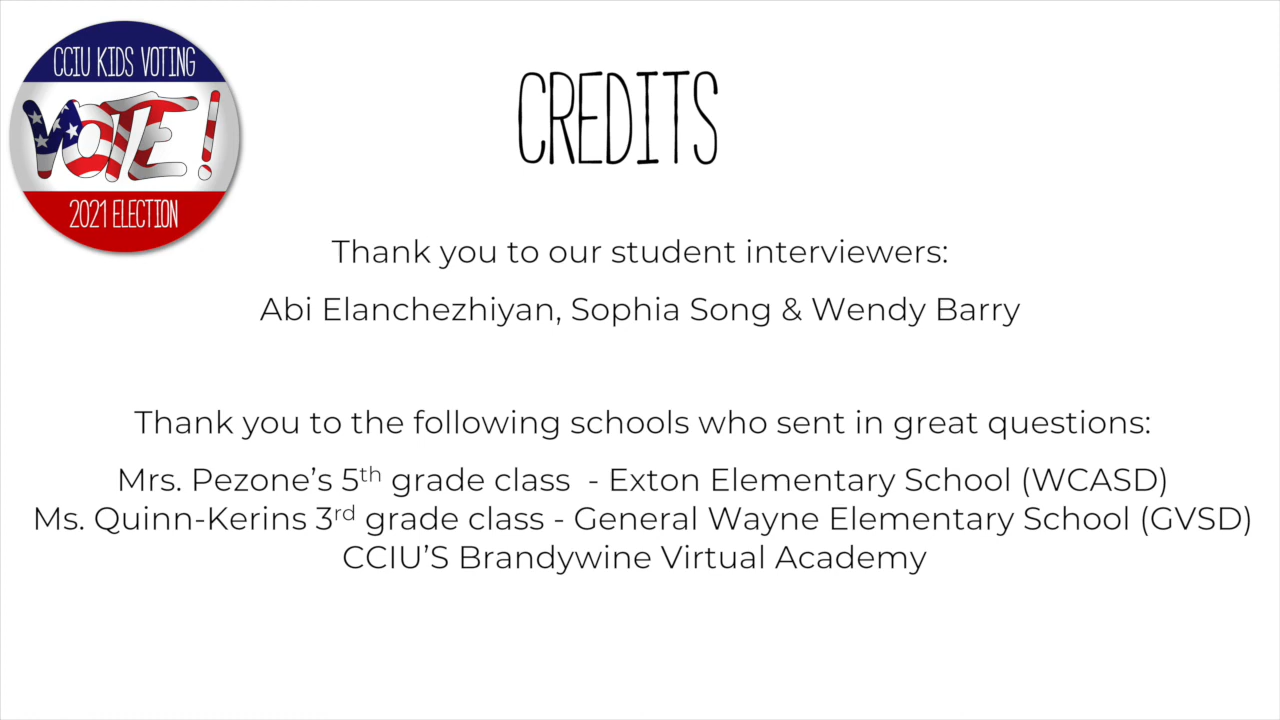 CCIU KIDS VOTING
VOTE!
2021 ELECTION
CREDITS
Thank you to our student interviewers:
Abi Elanchezhiyan, Sophia Song & Wendy Barry
Thank you to the following schools who sent in great questions:
Mrs. Pezone’s 5th grade class - Exton Elementary School (WCASD)
Ms. Quinn-Kerins 3rd grade class - General Wayne Elementary School (GVSD)
CCIU’S Brandywine Virtual Academy